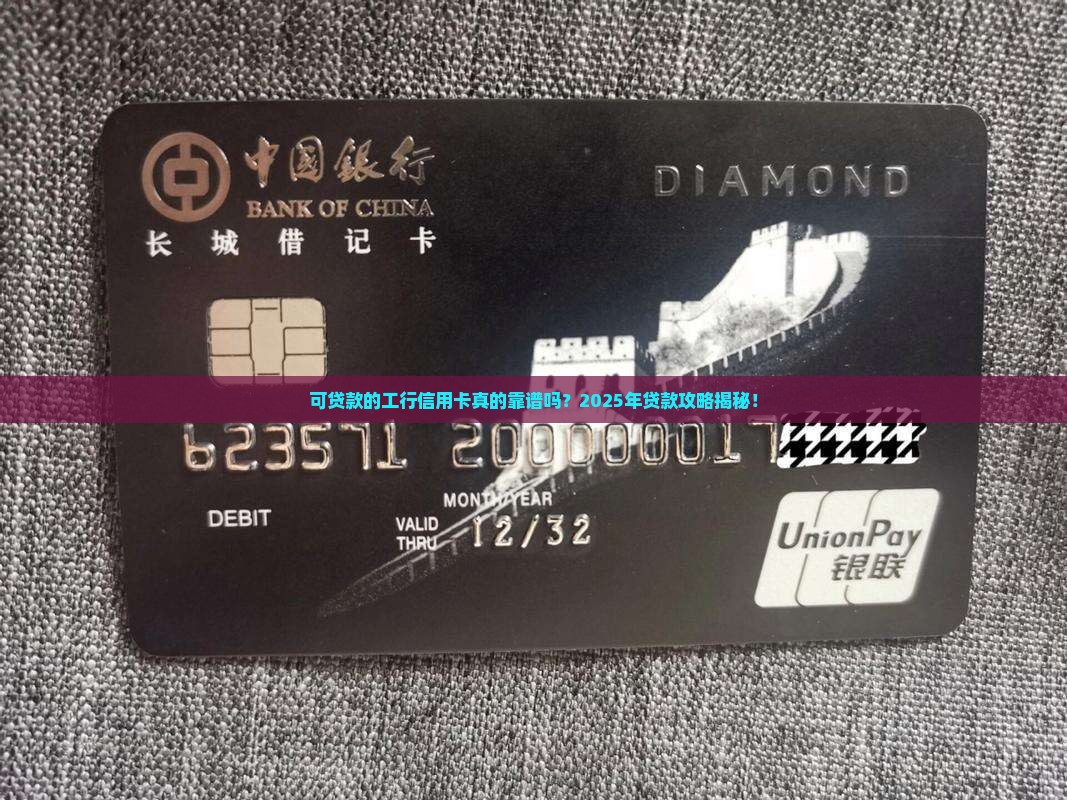 中国銀行
BANK OF CHINA
长城借记卡
DIAMOND
可贷款的工行信用卡真的靠谱吗？2025年贷款攻略揭秘！
623571 200000017
MONTH/YEAR
DEBIT
VALID THRU 12/32
UnionPay
银联